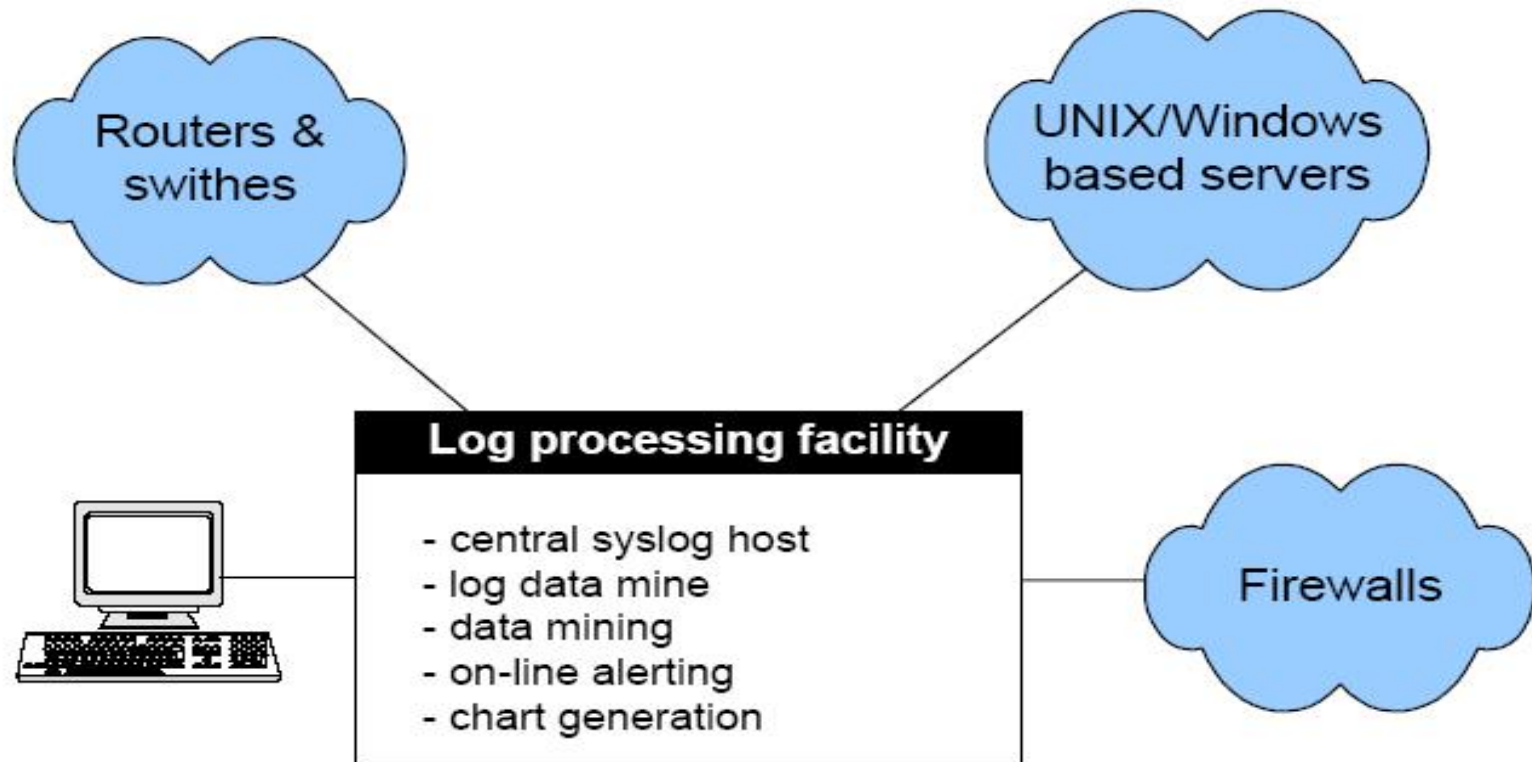 Routers &
swithes
UNIX/Windows
based servers
Log processing facility
- central syslog host
- log data mine
- data mining
- on-line alerting
- chart generation
Firewalls